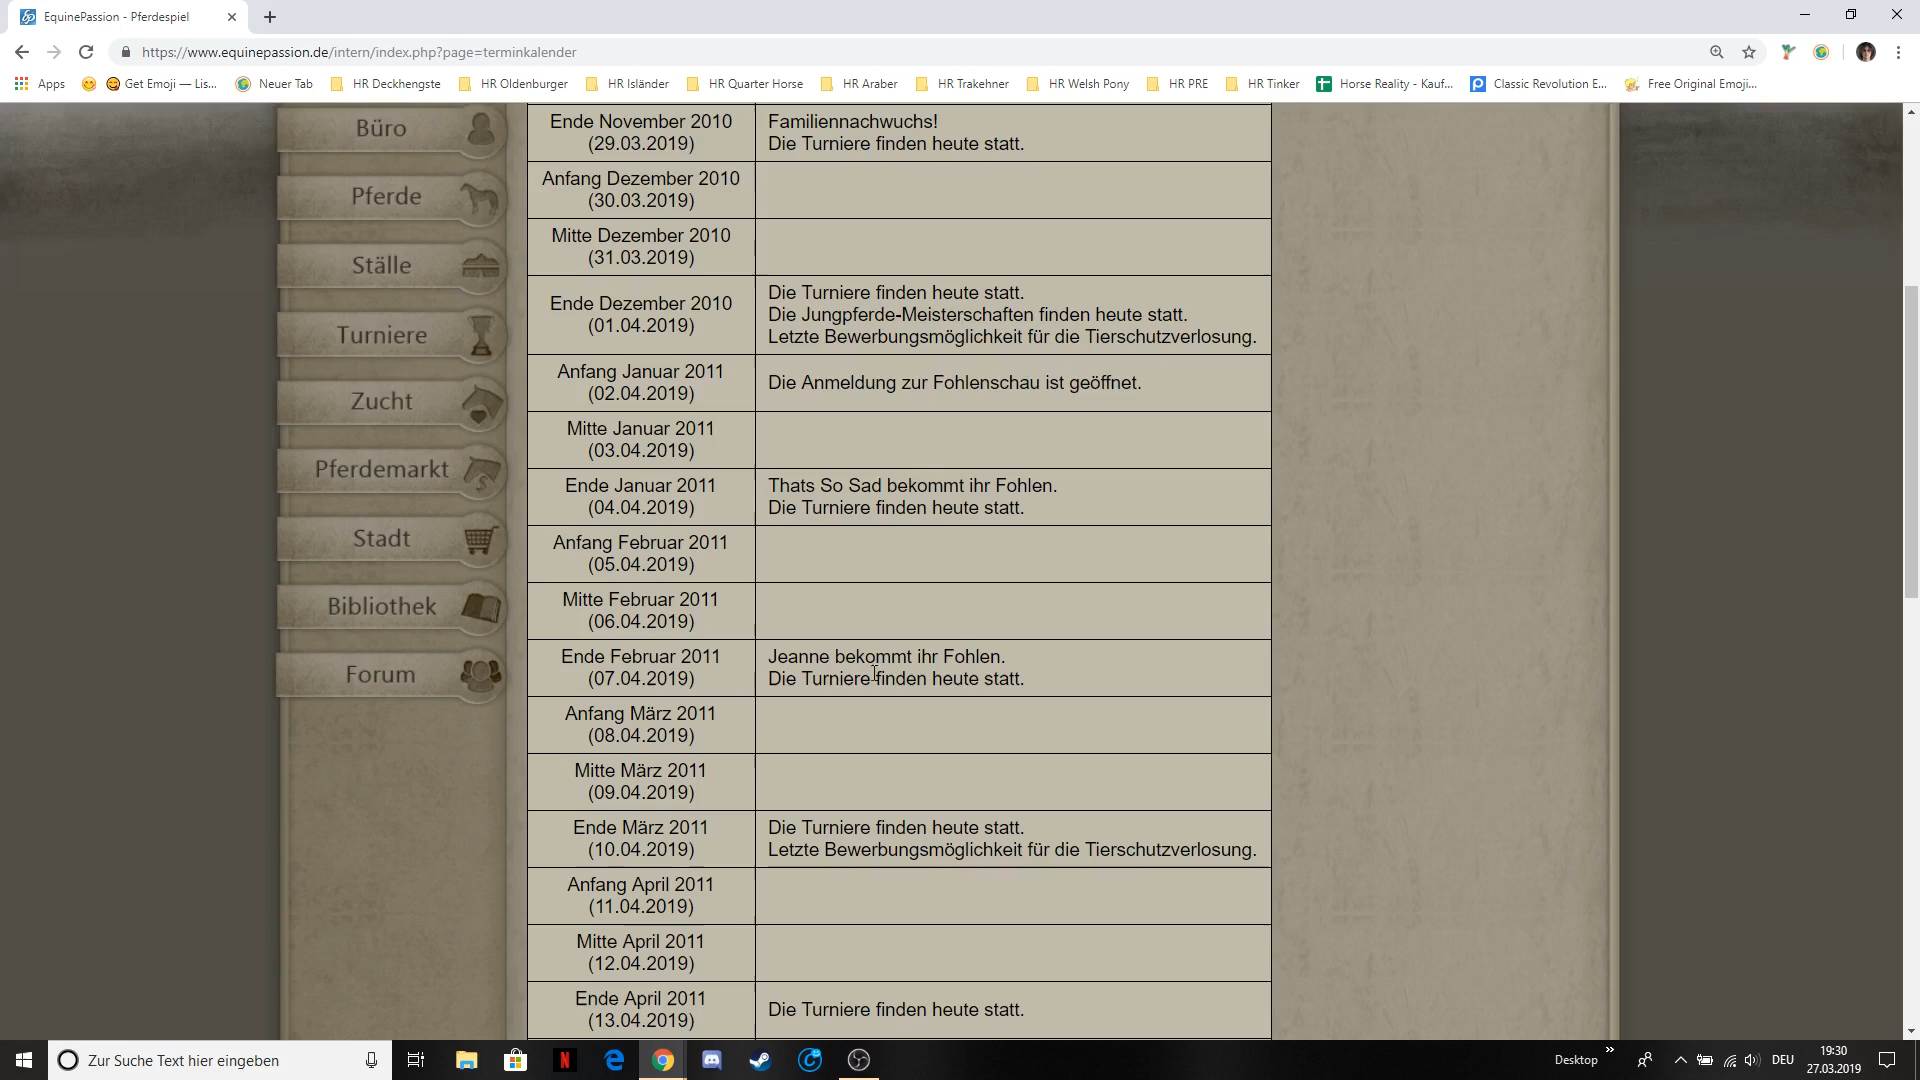 EquinePassion - Pferdespiel
https://www.equinepassion.de/intern/index.php?page=terminkalender
Apps
Get Emoji — Lis...
Neuer Tab
HR Deckhengste
HR Oldenburger
HR Isländer
HR Quarter Horse
HR Araber
HR Trakehner
HR Welsh Pony
HR PRE
HR Tinker
Horse Reality - Kauf...
Classic Revolution E...
Free Original Emoji...
Büro
Pferde
Ställe
Turniere
Zucht
Pferdemarkt
Stadt
Bibliothek
Forum
Ende November 2010
(29.03.2019)
Familiennachwuchs!
Die Turniere finden heute statt.
Anfang Dezember 2010
(30.03.2019)
Mitte Dezember 2010
(31.03.2019)
Ende Dezember 2010
(01.04.2019)
Die Turniere finden heute statt.
Die Jungpferde-Meisterschaften finden heute statt.
Letzte Bewerbungsmöglichkeit für die Tierschutzverlosung.
Anfang Januar 2011
(02.04.2019)
Die Anmeldung zur Fohlenschau ist geöffnet.
Mitte Januar 2011
(03.04.2019)
Ende Januar 2011
(04.04.2019)
Thats So Sad bekommt ihr Fohlen.
Die Turniere finden heute statt.
Anfang Februar 2011
(05.04.2019)
Mitte Februar 2011
(06.04.2019)
Ende Februar 2011
(07.04.2019)
Jeanne bekommt ihr Fohlen.
Die Turniere finden heute statt.
Anfang März 2011
(08.04.2019)
Mitte März 2011
(09.04.2019)
Ende März 2011
(10.04.2019)
Die Turniere finden heute statt.
Letzte Bewerbungsmöglichkeit für die Tierschutzverlosung.
Anfang April 2011
(11.04.2019)
Mitte April 2011
(12.04.2019)
Ende April 2011
(13.04.2019)
Die Turniere finden heute statt.
Zur Suche Text hier eingeben
Desktop
DEU
19:30
27.03.2019